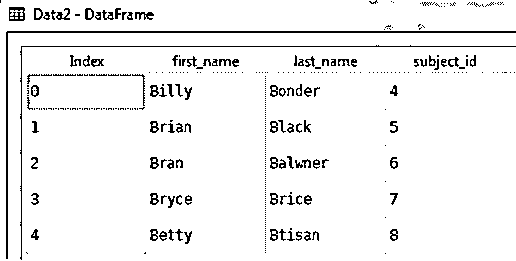 Data2 - DataFrame
Index first_name last_name subject_id
0 Billy Bonder 4
1 Brian Black 5
2 Bran Balwner 6
3 Bryce Brice 7
4 Betty Btisan 8